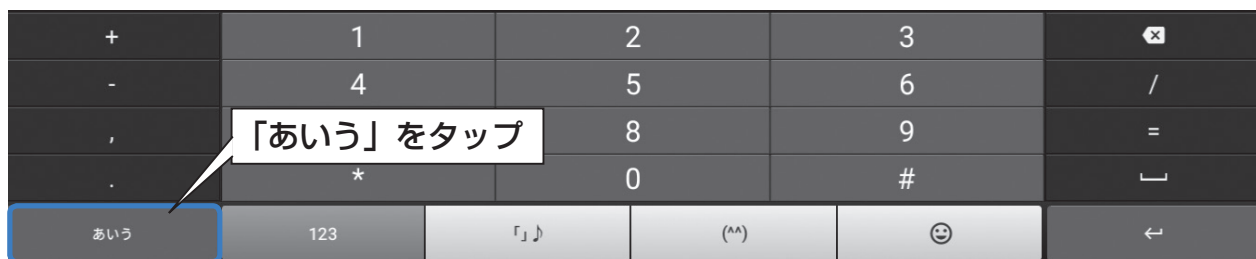 + 1 2 3
- 4 5 6 /
, 「あいう」をタップ 8 9 =
. * 0 #
あいう 123 「」♪ (^^)